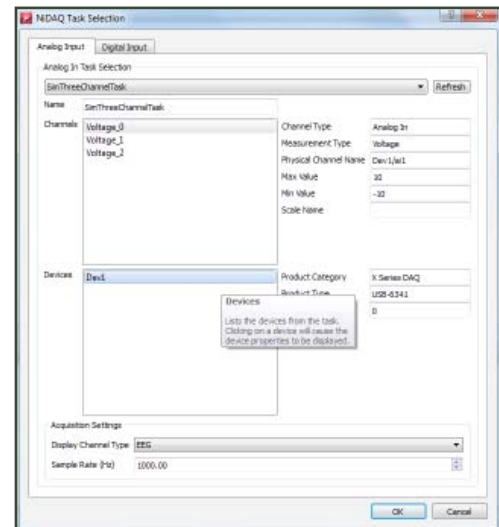 NIDAQ Task Selection
Analog Input
Digital Input
Analog In Task Selection
SimThreeChannelTask
Refresh
Name
SimThreeChannelTask
Channels
Voltage_0
Voltage_1
Voltage_2
Channel Type
Analog In
Measurement Type
Voltage
Physical Channel Name
Dev1/ai1
Max Value
10
Min Value
-10
Scale Name
Devices
Dev1
Product Category
X Series DAQ
Product Type
USB-6341
0
Devices
Lists the devices from the task.
Clicking on a device will cause the
device properties to be displayed.
Acquisition Settings
Display Channel Type
EEG
Sample Rate (Hz)
1000.00
OK
Cancel